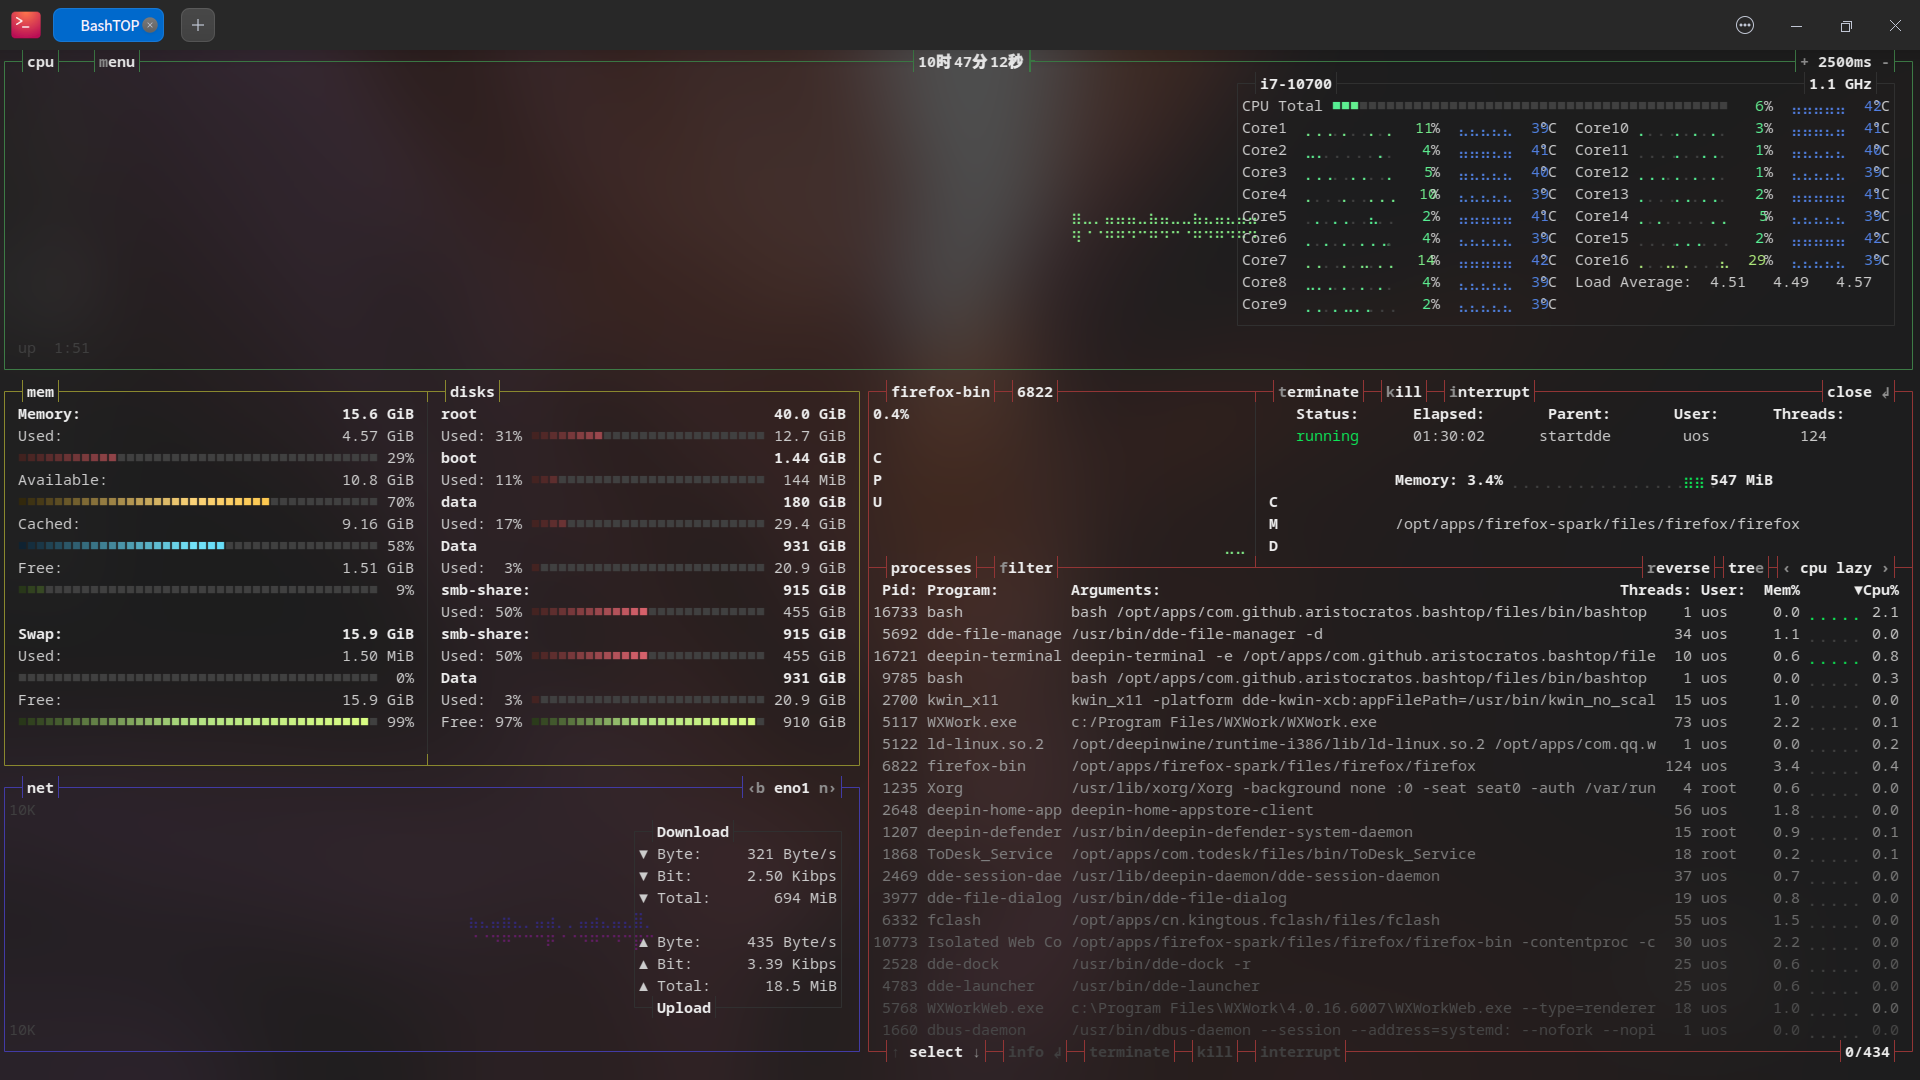 BashTOP
cpu menu 10时47分12秒 + 2500ms -
i7-10700 1.1 GHz
CPU Total 6% 42°C
Core1 11% 39°C Core10 3% 41°C
Core2 4% 41°C Core11 1% 40°C
Core3 5% 40°C Core12 1% 39°C
Core4 10% 39°C Core13 2% 41°C
Core5 2% 41°C Core14 5% 39°C
Core6 4% 39°C Core15 2% 42°C
Core7 14% 42°C Core16 29% 39°C
Core8 4% 39°C Load Average: 4.51 4.49 4.57
Core9 2% 39°C
up 1:51
mem
Memory: 15.6 GiB
Used: 4.57 GiB
29%
Available: 10.8 GiB
70%
Cached: 9.16 GiB
58%
Free: 1.51 GiB
9%
Swap: 15.9 GiB
Used: 1.50 MiB
0%
Free: 15.9 GiB
99%
disks
root 40.0 GiB
Used: 31% 12.7 GiB
boot 1.44 GiB
Used: 11% 144 MiB
data 180 GiB
Used: 17% 29.4 GiB
Data 931 GiB
Used: 3% 20.9 GiB
smb-share: 915 GiB
Used: 50% 455 GiB
smb-share: 915 GiB
Used: 50% 455 GiB
Data 931 GiB
Used: 3% 20.9 GiB
Free: 97% 910 GiB
net ‹b eno1 n›
10K
Download
▼ Byte: 321 Byte/s
▼ Bit: 2.50 Kibps
▼ Total: 694 MiB
▲ Byte: 435 Byte/s
▲ Bit: 3.39 Kibps
▲ Total: 18.5 MiB
Upload
10K
firefox-bin 6822 terminate kill interrupt close ↲
0.4%
CPU
Status: Elapsed: Parent: User: Threads:
running 01:30:02 startdde uos 124
Memory: 3.4% 547 MiB
CMD
/opt/apps/firefox-spark/files/firefox/firefox
processes filter reverse tree ‹ cpu lazy ›
Pid: Program: Arguments: Threads: User: Mem% ▼Cpu%
16733 bash bash /opt/apps/com.github.aristocratos.bashtop/files/bin/bashtop 1 uos 0.0 2.1
5692 dde-file-manage /usr/bin/dde-file-manager -d 34 uos 1.1 0.0
16721 deepin-terminal deepin-terminal -e /opt/apps/com.github.aristocratos.bashtop/file 10 uos 0.6 0.8
9785 bash bash /opt/apps/com.github.aristocratos.bashtop/files/bin/bashtop 1 uos 0.0 0.3
2700 kwin_x11 kwin_x11 -platform dde-kwin-xcb:appFilePath=/usr/bin/kwin_no_scal 15 uos 1.0 0.0
5117 WXWork.exe c:/Program Files/WXWork/WXWork.exe 73 uos 2.2 0.1
5122 ld-linux.so.2 /opt/deepinwine/runtime-i386/lib/ld-linux.so.2 /opt/apps/com.qq.w 1 uos 0.0 0.2
6822 firefox-bin /opt/apps/firefox-spark/files/firefox/firefox 124 uos 3.4 0.4
1235 Xorg /usr/lib/xorg/Xorg -background none :0 -seat seat0 -auth /var/run 4 root 0.6 0.0
2648 deepin-home-app deepin-home-appstore-client 56 uos 1.8 0.0
1207 deepin-defender /usr/bin/deepin-defender-system-daemon 15 root 0.9 0.1
1868 ToDesk_Service /opt/apps/com.todesk/files/bin/ToDesk_Service 18 root 0.2 0.1
2469 dde-session-dae /usr/lib/deepin-daemon/dde-session-daemon 37 uos 0.7 0.0
3977 dde-file-dialog /usr/bin/dde-file-dialog 19 uos 0.8 0.0
6332 fclash /opt/apps/cn.kingtous.fclash/files/fclash 55 uos 1.5 0.0
10773 Isolated Web Co /opt/apps/firefox-spark/files/firefox/firefox-bin -contentproc -c 30 uos 2.2 0.0
2528 dde-dock /usr/bin/dde-dock -r 25 uos 0.6 0.0
4783 dde-launcher /usr/bin/dde-launcher 25 uos 0.6 0.0
5768 WXWorkWeb.exe c:\Program Files\WXWork\4.0.16.6007\WXWorkWeb.exe --type=renderer 18 uos 1.0 0.0
1660 dbus-daemon /usr/bin/dbus-daemon --session --address=systemd: --nofork --nopi 1 uos 0.0 0.0
↑ select ↓ info ↲ terminate kill interrupt 0/434